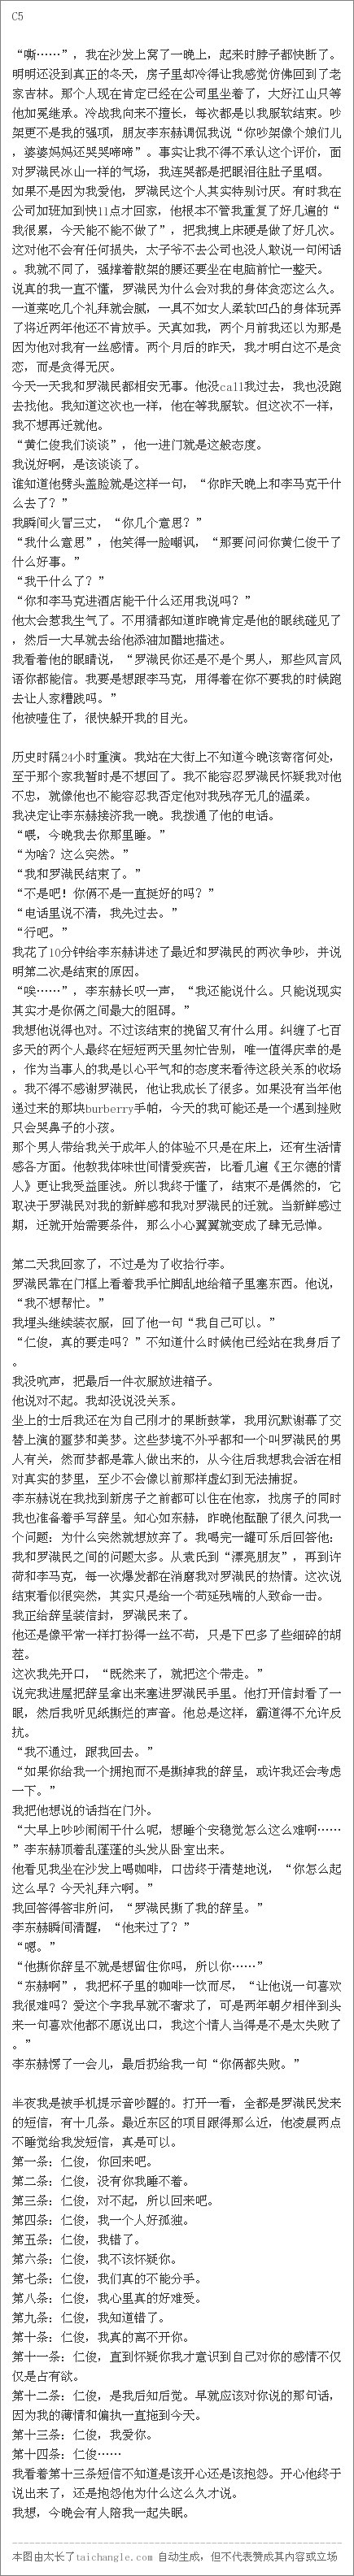 C5
“嘶……”，我在沙发上窝了一晚上，起来时脖子都快断了。
明明还没到真正的冬天，房子里却冷得让我感觉仿佛回到了老
家吉林。那个人现在肯定已经在公司里坐着了，大好江山只等
他加冕继承。冷战我向来不擅长，每次都是以我服软结束。吵
架更不是我的强项，朋友李东赫调侃我说“你吵架像个娘们儿
，婆婆妈妈还哭哭啼啼”。事实让我不得不承认这个评价，面
对罗渽民冰山一样的气场，我连哭都是把眼泪往肚子里咽。
如果不是因为我爱他，罗渽民这个人其实特别讨厌。有时我在
公司加班加到快11点才回家，他根本不管我重复了好几遍的“
我很累，今天能不能不做了”，把我拽上床硬是做了好几次。
这对他不会有任何损失，太子爷不去公司也没人敢说一句闲话
。我就不同了，强撑着散架的腰还要坐在电脑前忙一整天。
说真的我一直不懂，罗渽民为什么会对我的身体贪恋这么久。
一道菜吃几个礼拜就会腻，一具不如女人柔软凹凸的身体玩弄
了将近两年他还不肯放手。天真如我，两个月前我还以为那是
因为他对我有一丝感情。两个月后的昨天，我才明白这不是贪
恋，而是贪得无厌。
今天一天我和罗渽民都相安无事。他没call我过去，我也没跑
去找他。我知道这次也一样，他在等我服软。但这次不一样，
我不想再迁就他。
“黄仁俊我们谈谈”，他一进门就是这般态度。
我说好啊，是该谈谈了。
谁知道他劈头盖脸就是这样一句，“你昨天晚上和李马克干什
么去了？”
我瞬间火冒三丈，“你几个意思？”
“我什么意思”，他笑得一脸嘲讽，“那要问问你黄仁俊干了
什么好事。”
“我干什么了？”
“你和李马克进酒店能干什么还用我说吗？”
他太会惹我生气了。不用猜都知道昨晚肯定是他的眼线碰见了
，然后一大早就去给他添油加醋地描述。
我看着他的眼睛说，“罗渽民你还是不是个男人，那些风言风
语你都能信。我要是想跟李马克，用得着在你不要我的时候跑
去让人家糟践吗。”
他被噎住了，很快躲开我的目光。
历史时隔24小时重演。我站在大街上不知道今晚该寄宿何处，
至于那个家我暂时是不想回了。我不能容忍罗渽民怀疑我对他
不忠，就像他也不能容忍我否定他对我残存无几的温柔。
我决定让李东赫接济我一晚。我拨通了他的电话。
“喂，今晚我去你那里睡。”
“为啥？这么突然。”
“我和罗渽民结束了。”
“不是吧！你俩不是一直挺好的吗？”
“电话里说不清，我先过去。”
“行吧。”
我花了10分钟给李东赫讲述了最近和罗渽民的两次争吵，并说
明第二次是结束的原因。
“唉……”，李东赫长叹一声，“我还能说什么。只能说现实
其实才是你俩之间最大的阻碍。”
我想他说得也对。不过该结束的挽留又有什么用。纠缠了七百
多天的两个人最终在短短两天里匆忙告别，唯一值得庆幸的是
，作为当事人的我是以心平气和的态度来看待这段关系的收场
。我不得不感谢罗渽民，他让我成长了很多。如果没有当年他
递过来的那块burberry手帕，今天的我可能还是一个遇到挫败
只会哭鼻子的小孩。
那个男人带给我关于成年人的体验不只是在床上，还有生活情
感各方面。他教我体味世间情爱疾苦，比看几遍《王尔德的情
人》更让我受益匪浅。所以我终于懂了，结束不是偶然的，它
取决于罗渽民对我的新鲜感和我对罗渽民的迁就。当新鲜感过
期，迁就开始需要条件，那么小心翼翼就变成了肆无忌惮。
第二天我回家了，不过是为了收拾行李。
罗渽民靠在门框上看着我手忙脚乱地给箱子里塞东西。他说，
“我不想帮忙。”
我埋头继续装衣服，回了他一句“我自己可以。”
“仁俊，真的要走吗？”不知道什么时候他已经站在我身后了
。
我没吭声，把最后一件衣服放进箱子。
他说对不起。我却没说没关系。
坐上的士后我还在为自己刚才的果断鼓掌，我用沉默谢幕了交
替上演的噩梦和美梦。这些梦境不外乎都和一个叫罗渽民的男
人有关，然而梦都是靠人做出来的，从今往后我想我会活在相
对真实的梦里，至少不会像以前那样虚幻到无法捕捉。
李东赫说在我找到新房子之前都可以住在他家，找房子的同时
我也准备着手写辞呈。知心如东赫，昨晚他酝酿了很久问我一
个问题：为什么突然就想放弃了。我喝完一罐可乐后回答他：
我和罗渽民之间的问题太多。从袁氏到“漂亮朋友”，再到许
荷和李马克，每一次爆发都在消磨我对罗渽民的热情。这次说
结束看似很突然，其实只是给一个苟延残喘的人致命一击。
我正给辞呈装信封，罗渽民来了。
他还是像平常一样打扮得一丝不苟，只是下巴多了些细碎的胡
茬。
这次我先开口，“既然来了，就把这个带走。”
说完我进屋把辞呈拿出来塞进罗渽民手里。他打开信封看了一
眼，然后我听见纸撕烂的声音。他总是这样，霸道得不允许反
抗。
“我不通过，跟我回去。”
“如果你给我一个拥抱而不是撕掉我的辞呈，或许我还会考虑
一下。”
我把他想说的话挡在门外。
“大早上吵吵闹闹干什么呢，想睡个安稳觉怎么这么难啊……
”李东赫顶着乱蓬蓬的头发从卧室出来。
他看见我坐在沙发上喝咖啡，口齿终于清楚地说，“你怎么起
这么早？今天礼拜六啊。”
我回答得答非所问，“罗渽民撕了我的辞呈。”
李东赫瞬间清醒，“他来过了？”
“嗯。”
“他撕你辞呈不就是想留住你吗，所以你……”
“东赫啊”，我把杯子里的咖啡一饮而尽，“让他说一句喜欢
我很难吗？爱这个字我早就不奢求了，可是两年朝夕相伴到头
来一句喜欢他都不愿说出口，我这个情人当得是不是太失败了
。”
李东赫愣了一会儿，最后扔给我一句“你俩都失败。”
半夜我是被手机提示音吵醒的。打开一看，全都是罗渽民发来
的短信，有十几条。最近东区的项目跟得那么近，他凌晨两点
不睡觉给我发短信，真是可以。
第一条：仁俊，你回来吧。
第二条：仁俊，没有你我睡不着。
第三条：仁俊，对不起，所以回来吧。
第四条：仁俊，我一个人好孤独。
第五条：仁俊，我错了。
第六条：仁俊，我不该怀疑你。
第七条：仁俊，我们真的不能分手。
第八条：仁俊，我心里真的好难受。
第九条：仁俊，我知道错了。
第十条：仁俊，我真的离不开你。
第十一条：仁俊，直到怀疑你我才意识到自己对你的感情不仅
仅是占有欲。
第十二条：仁俊，是我后知后觉。早就应该对你说的那句话，
因为我的薄情和偏执一直拖到今天。
第十三条：仁俊，我爱你。
第十四条：仁俊……
我看着第十三条短信不知道是该开心还是该抱怨。开心他终于
说出来了，还是抱怨他为什么这么久才说。
我想，今晚会有人陪我一起失眠。
本图由太长了taichangle.com 自动生成，但不代表赞成其内容或立场